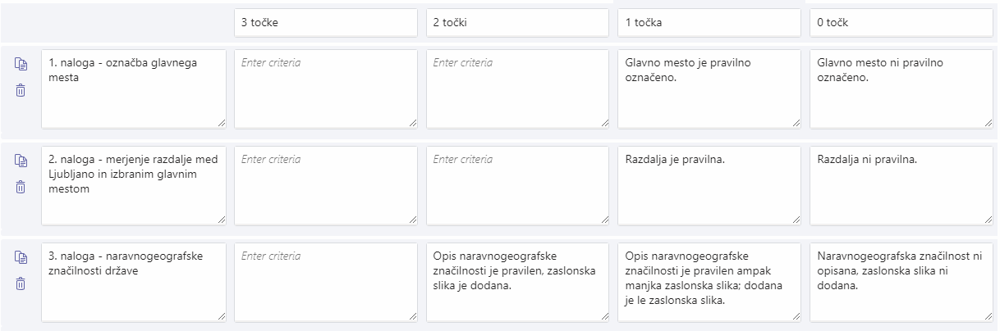 3 točke
2 točki
1 točka
0 točk
1. naloga - označba glavnega
mesta
Enter criteria
Enter criteria
Glavno mesto je pravilno
označeno.
Glavno mesto ni pravilno
označeno.
2. naloga - merjenje razdalje med
Ljubljano in izbranim glavnim
mestom
Enter criteria
Enter criteria
Razdalja je pravilna.
Razdalja ni pravilna.
3. naloga - naravnogeografske
značilnosti države
Enter criteria
Opis naravnogeografske
značilnosti je pravilen, zaslonska
slika je dodana.
Opis naravnogeografske
značilnosti je pravilen ampak
manjka zaslonska slika; dodana
je le zaslonska slika.
Naravnogeografska značilnost ni
opisana, zaslonska slika ni
dodana.